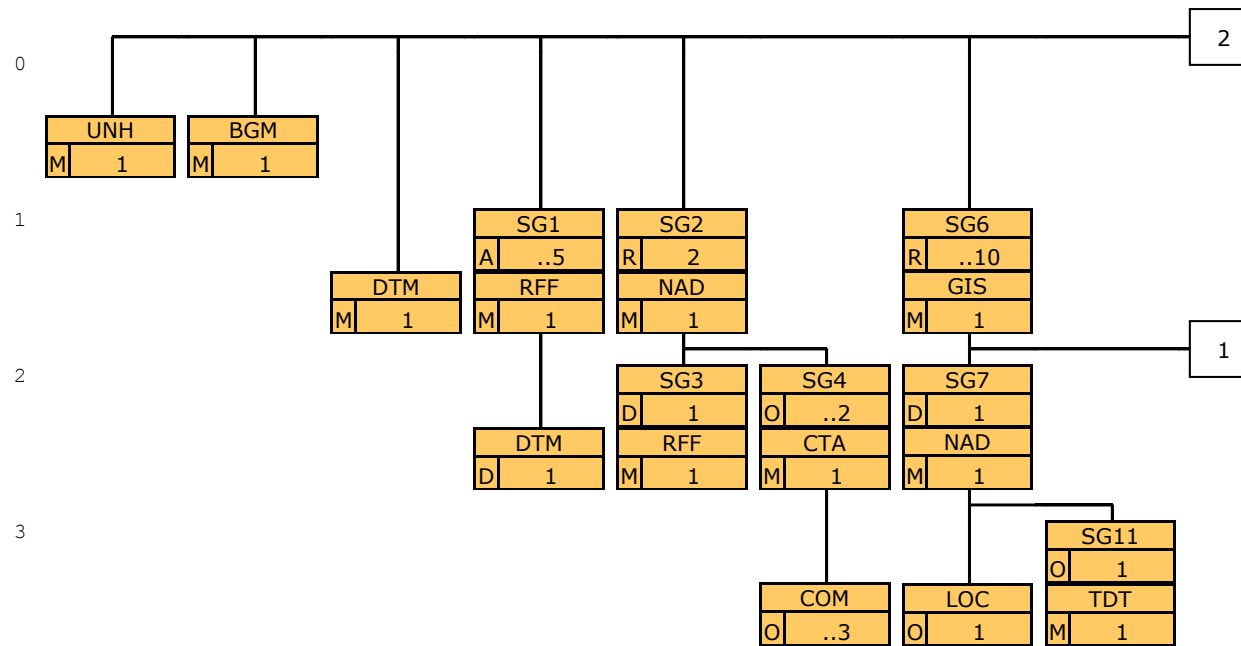 2
0
UNH BGM
M 1 M 1
1 SG1 SG2 SG6
A ..5 R 2 R ..10
DTM RFF NAD GIS
M 1 M 1 M 1 M 1
1
2 SG3 SG4 SG7
D 1 O ..2 D 1
DTM RFF CTA NAD
D 1 M 1 M 1 M 1
3 SG11
O 1
COM LOC TDT
O ..3 O 1 M 1